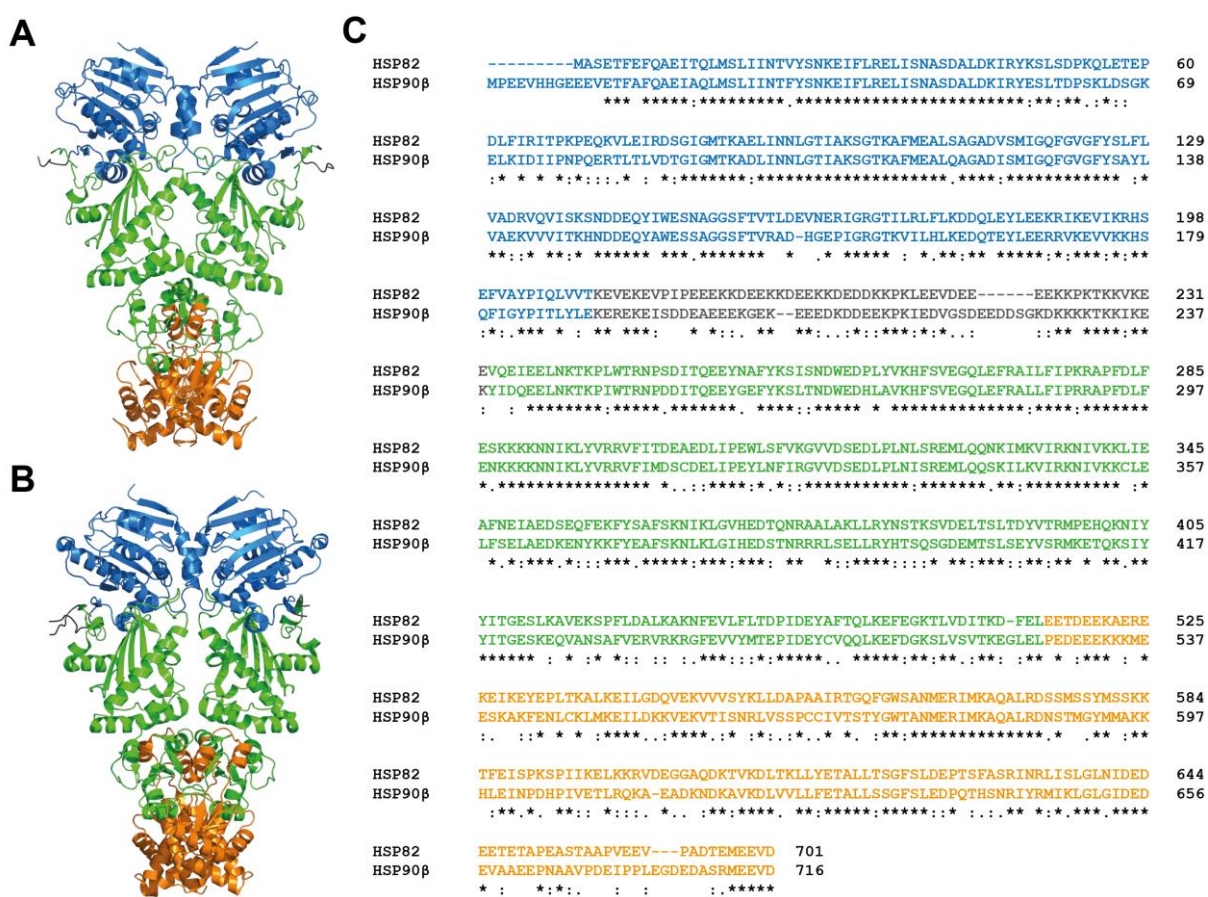 A
C
HSP82 ---------MASETFEFQAEITQLMSLIINTVYSNKEIFLRELISNASDALDKIRYKSLSDPKQLETEP 60
HSP90β MPEEVHHGEEEVETFAFQAEIAQLMSLIINTFYSNKEIFLRELISNASDALDKIRYESLTDPSKLDSGK 69
*** *****:*********.************************:**:**.:*:: 
HSP82 DLFIRITPKPEQKVLEIRDSGIGMTKAELINNLGTIAKSGTKAFMEALSAGADVSMIGQFGVGFYSLFL 129
HSP90β ELKIDIIPNPQERTLTLVDTGIGMTKADLINNLGTIAKSGTKAFMEALQAGADISMIGQFGVGFYSAYL 138
:* * * *:*:::.* : *:*******:********************.****:************ :*
HSP82 VADRVQVISKSNDDEQYIWESNAGGSFTVTLDEVNERIGRGTILRLFLKDDQLEYLEEKRIKEVIKRHS 198
HSP90β VAEKVVVITKHNDDEQYAWESSAGGSFTVRAD-HGEPIGRGTKVILHLKEDQTEYLEERRVKEVVKKHS 179
**::* **:* ****** ***.******* * * ***** : *.**:** *****:*:***:*:**
HSP82 EFVAYPIQLVVTKEVEKEVPIPEEEKKDEEKKDEEKKDEDDKKPKLEEVDEE------EEKKPKTKKVKE 231
HSP90β QFIGYPITLYLEKEREKEISDDEAEEEKGEK--EEEDKDDEEKPKIEDVGSDEEDDSGKDKKKKTKKIKE 237
:*:.*** * : ** ***: * *:: ** **:.:*::***:*:*..: ::** ****:**
HSP82 EVQEIEELNKTKPLWTRNPSDITQEEYNAFYKSISNDWEDPLYVKHFSVEGQLEFRAILFIPKRAPFDLF 285
HSP90β KYIDQEELNKTKPIWTRNPDDITQEEYGEFYKSLTNDWEDHLAVKHFSVEGQLEFRALLFIPRRAPFDLF 297
: : ********:*****.*******. ****::***** * **************:****:*******
HSP82 ESKKKKNNIKLYVRRVFITDEAEDLIPEWLSFVKGVVDSEDLPLNLSREMLQQNKIMKVIRKNIVKKLIE 345
HSP90β ENKKKKNNIKLYVRRVFIMDSCDELIPEYLNFIRGVVDSEDLPLNISREMLQQSKILKVIRKNIVKKCLE 357
*.**************** *..::****:*.*::***********:*******.**:********** :*
HSP82 AFNEIAEDSEQFEKFYSAFSKNIKLGVHEDTQNRAALAKLLRYNSTKSVDELTSLTDYVTRMPEHQKNIY 405
HSP90β LFSELAEDKENYKKFYEAFSKNLKLGIHEDSTNRRRLSELLRYHTSQSGDEMTSLSEYVSRMKETQKSIY 417
*.*:***.*:::***.*****:***:***: ** *::****::::* **:***::**:** * **.**
B
HSP82 YITGESLKAVEKSPFLDALKAKNFEVLFLTDPIDEYAFTQLKEFEGKTLVDITKD-FELEETDEEKAERE 525
HSP90β YITGESKEQVANSAFVERVRKRGFEVVYMTEPIDEYCVQQLKEFDGKSLVSVTKEGLELPEDEEEKKKME 537
****** : * :*.*:: :: :.***:::*:*****.. *****:**:**.:**: :** * :*** : *
HSP82 KEIKEYEPLTKALKEILGDQVEKVVVSYKLLDAPAAIRTGQFGWSANMERIMKAQALRDSSMSSYMSSKK 584
HSP90β ESKAKFENLCKLMKEILDKKVEKVTISNRLVSSPCCIVTSTYGWTANMERIMKAQALRDNSTMGYMMAKK 597
:. ::* * * :****..:****.:* :*:.:*..* *. :**:**************.* .** :**
HSP82 TFEISPKSPIIKELKKRVDEGGAQDKTVKDLTKLLYETALLTSGFSLDEPTSFASRINRLISLGLNIDED 644
HSP90β HLEINPDHPIVETLRQKA-EADKNDKAVKDLVVLLFETALLSSGFSLEDPQTHSNRIYRMIKLGLGIDED 656
:**.*. **:: *:::. *.. :**:****. **:*****:*****::* :.:.** *:*.***.****
HSP82 EETETAPEASTAAPVEEV---PADTEMEEVD 701
HSP90β EVAAEEPNAAVPDEIPPLEGDEDASRMEEVD 716
* : *:*:. : : :.*****